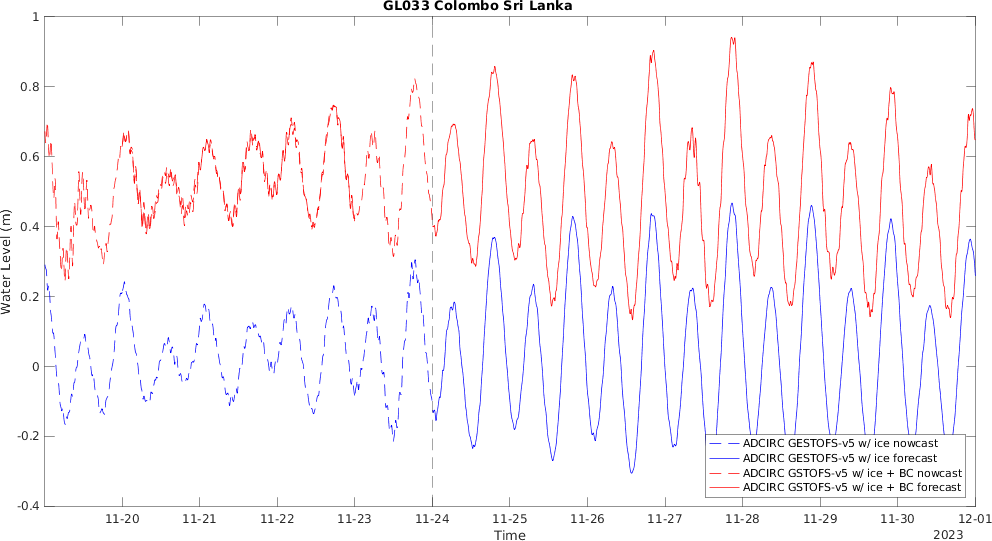 GL033 Colombo Sri Lanka
1
0.8
0.6
0.4
0.2
0
-0.2
-0.4
Water Level (m)
ADCIRC GESTOFS-v5 w/ ice nowcast
ADCIRC GESTOFS-v5 w/ ice forecast
ADCIRC GSTOFS-v5 w/ ice + BC nowcast
ADCIRC GSTOFS-v5 w/ ice + BC forecast
11-20 11-21 11-22 11-23 11-24 11-25 11-26 11-27 11-28 11-29 11-30 12-01
Time
2023